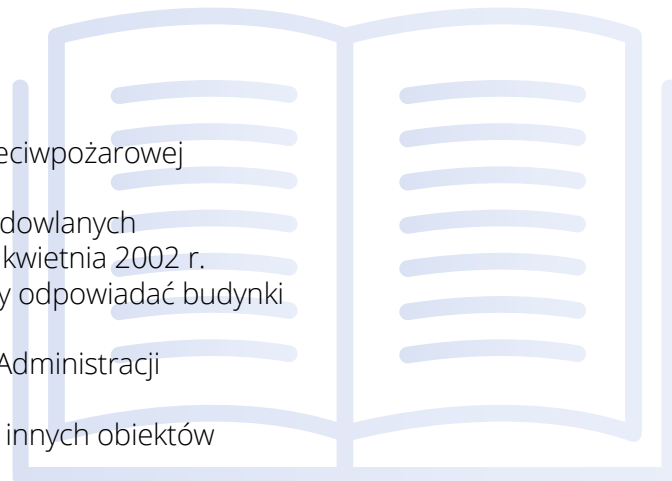 eciwpożarowej
dowlanych
kwietnia 2002 r.
y odpowiadać budynki
Administracji
innych obiektów